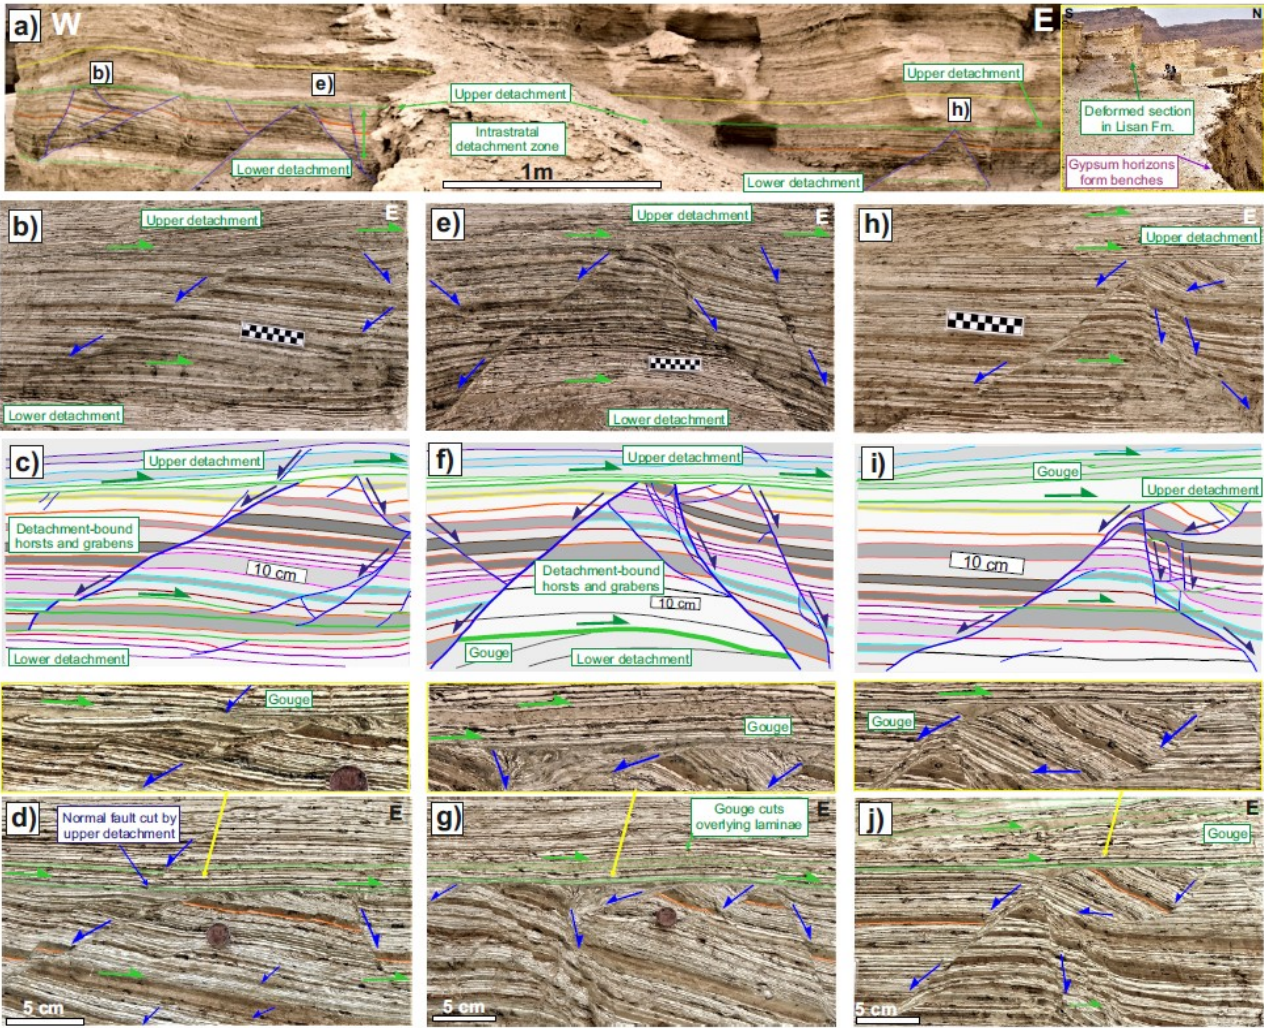 a) W
E
S N
b)
e)
h)
Upper detachment
Upper detachment
Intrastratal
detachment zone
Lower detachment
1m
Lower detachment
Deformed section
in Lisan Fm.
Gypsum horizons
form benches
b)
Upper detachment
E
Lower detachment
e)
Upper detachment
E
Lower detachment
h)
E
Upper detachment
c)
Upper detachment
Detachment-bound
horsts and grabens
10 cm
Lower detachment
f)
Upper detachment
Detachment-bound
horsts and grabens
10 cm
Gouge
Lower detachment
i)
Gouge
Upper detachment
10 cm
Gouge
Gouge
Gouge
d)
Normal fault cut by
upper detachment
E
5 cm
g)
Gouge cuts
overlying laminae
E
5 cm
j)
E
Gouge
5 cm